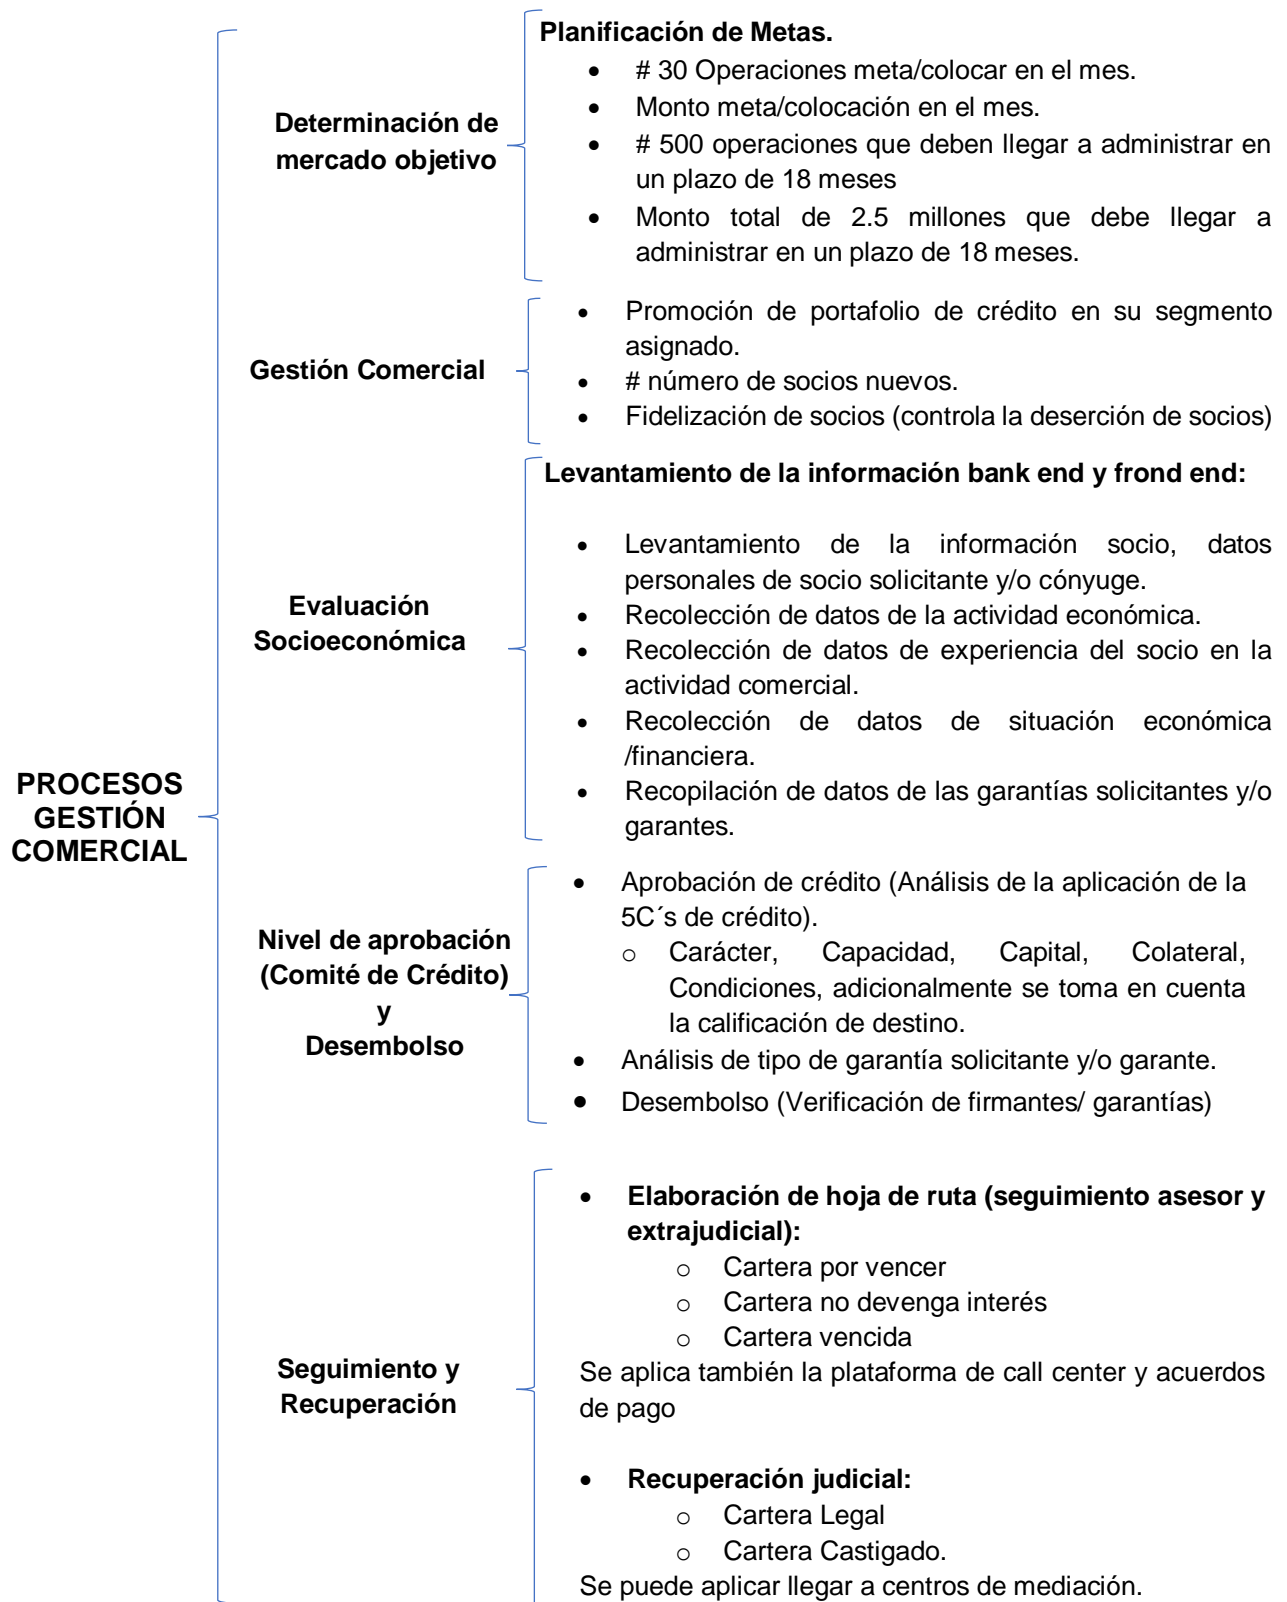 PROCESOS
GESTIÓN
COMERCIAL
Determinación de
mercado objetivo
Planificación de Metas.
• # 30 Operaciones meta/colocar en el mes.
• Monto meta/colocación en el mes.
• # 500 operaciones que deben llegar a administrar en
un plazo de 18 meses
• Monto total de 2.5 millones que debe llegar a
administrar en un plazo de 18 meses.
Gestión Comercial
• Promoción de portafolio de crédito en su segmento
asignado.
• # número de socios nuevos.
• Fidelización de socios (controla la deserción de socios)
Evaluación
Socioeconómica
Levantamiento de la información bank end y frond end:
• Levantamiento de la información socio, datos
personales de socio solicitante y/o cónyuge.
• Recolección de datos de la actividad económica.
• Recolección de datos de experiencia del socio en la
actividad comercial.
• Recolección de datos de situación económica
/financiera.
• Recopilación de datos de las garantías solicitantes y/o
garantes.
Nivel de aprobación
(Comité de Crédito)
y
Desembolso
• Aprobación de crédito (Análisis de la aplicación de la
5C´s de crédito).
o Carácter, Capacidad, Capital, Colateral,
Condiciones, adicionalmente se toma en cuenta
la calificación de destino.
• Análisis de tipo de garantía solicitante y/o garante.
• Desembolso (Verificación de firmantes/ garantías)
Seguimiento y
Recuperación
• Elaboración de hoja de ruta (seguimiento asesor y
extrajudicial):
o Cartera por vencer
o Cartera no devenga interés
o Cartera vencida
Se aplica también la plataforma de call center y acuerdos
de pago
• Recuperación judicial:
o Cartera Legal
o Cartera Castigado.
Se puede aplicar llegar a centros de mediación.